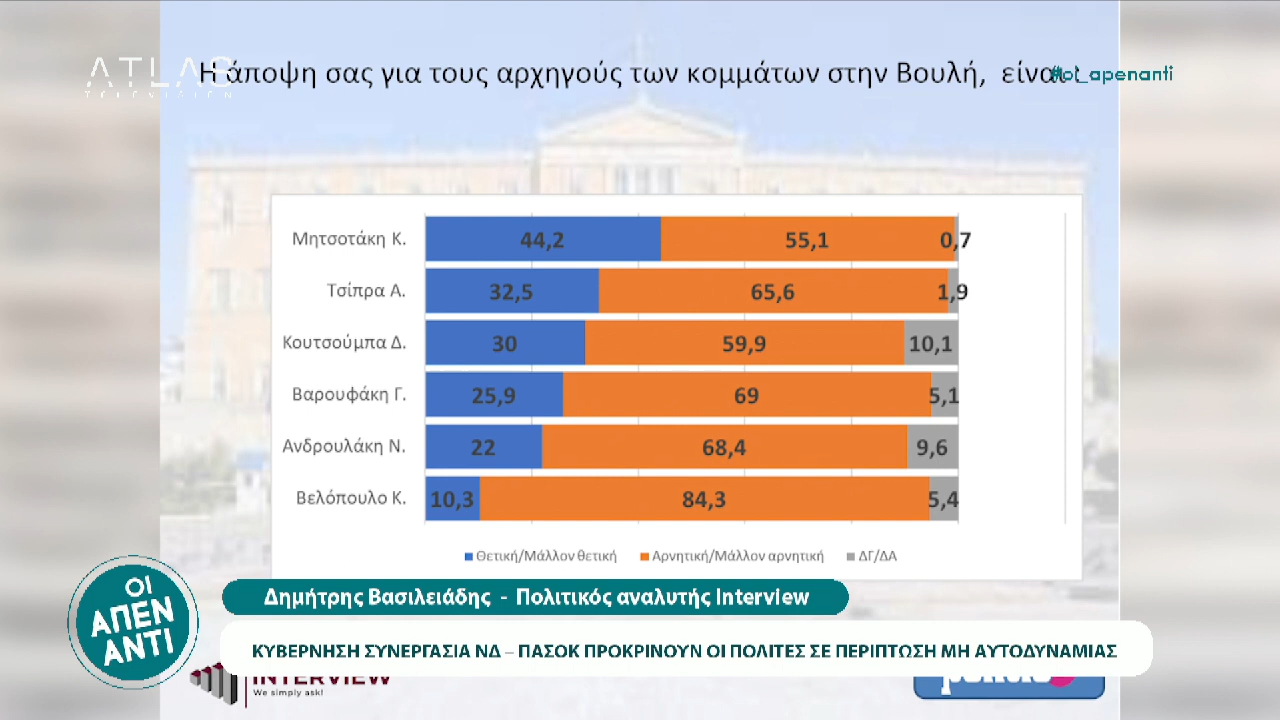 ATLAS
TELEVISION
Η άποψη σας για τους αρχηγούς των κομμάτων στην Βουλή, είναι
#oi_apenanti
Μητσοτάκη Κ. 44,2 55,1 0,7
Τσίπρα Α. 32,5 65,6 1,9
Κουτσούμπα Δ. 30 59,9 10,1
Βαρουφάκη Γ. 25,9 69 5,1
Ανδρουλάκη Ν. 22 68,4 9,6
Βελόπουλο Κ. 10,3 84,3 5,4
Θετική/Μάλλον θετική Αρνητική/Μάλλον αρνητική ΔΓ/ΔΑ
ΟΙ
ΑΠΕΝ
ΑΝΤΙ
Δημήτρης Βασιλειάδης - Πολιτικός αναλυτής Interview
ΚΥΒΕΡΝΗΣΗ ΣΥΝΕΡΓΑΣΙΑ ΝΔ – ΠΑΣΟΚ ΠΡΟΚΡΙΝΟΥΝ ΟΙ ΠΟΛΙΤΕΣ ΣΕ ΠΕΡΙΠΤΩΣΗ ΜΗ ΑΥΤΟΔΥΝΑΜΙΑΣ
INTERVIEW
We simply ask!